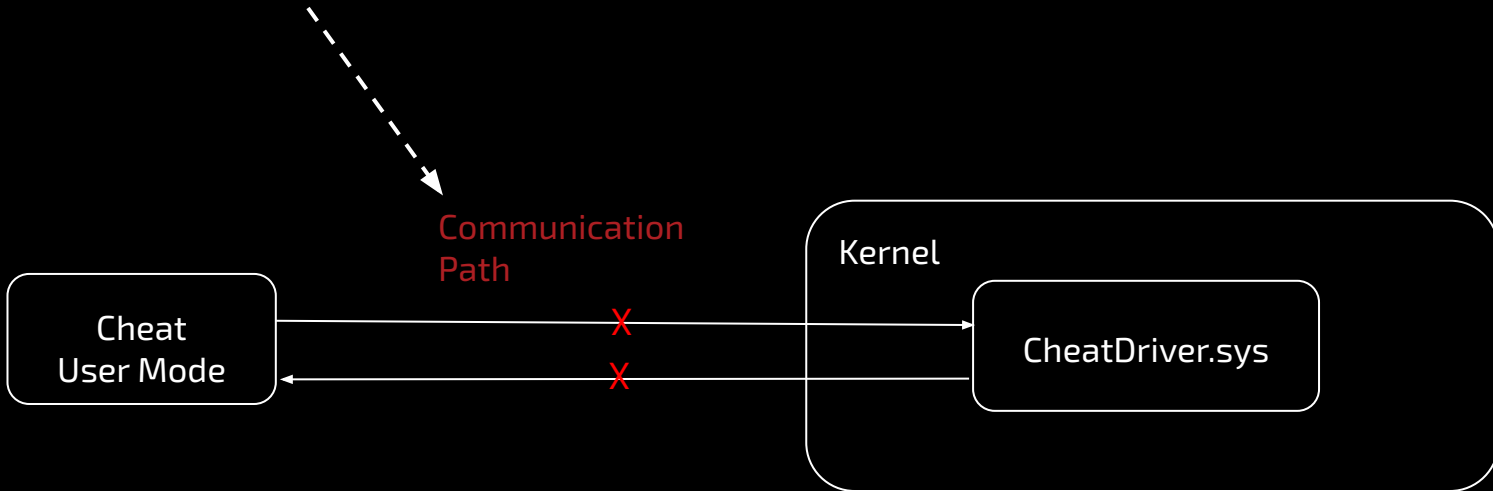 Communication
Path
Kernel
Cheat
User Mode
X
X
CheatDriver.sys